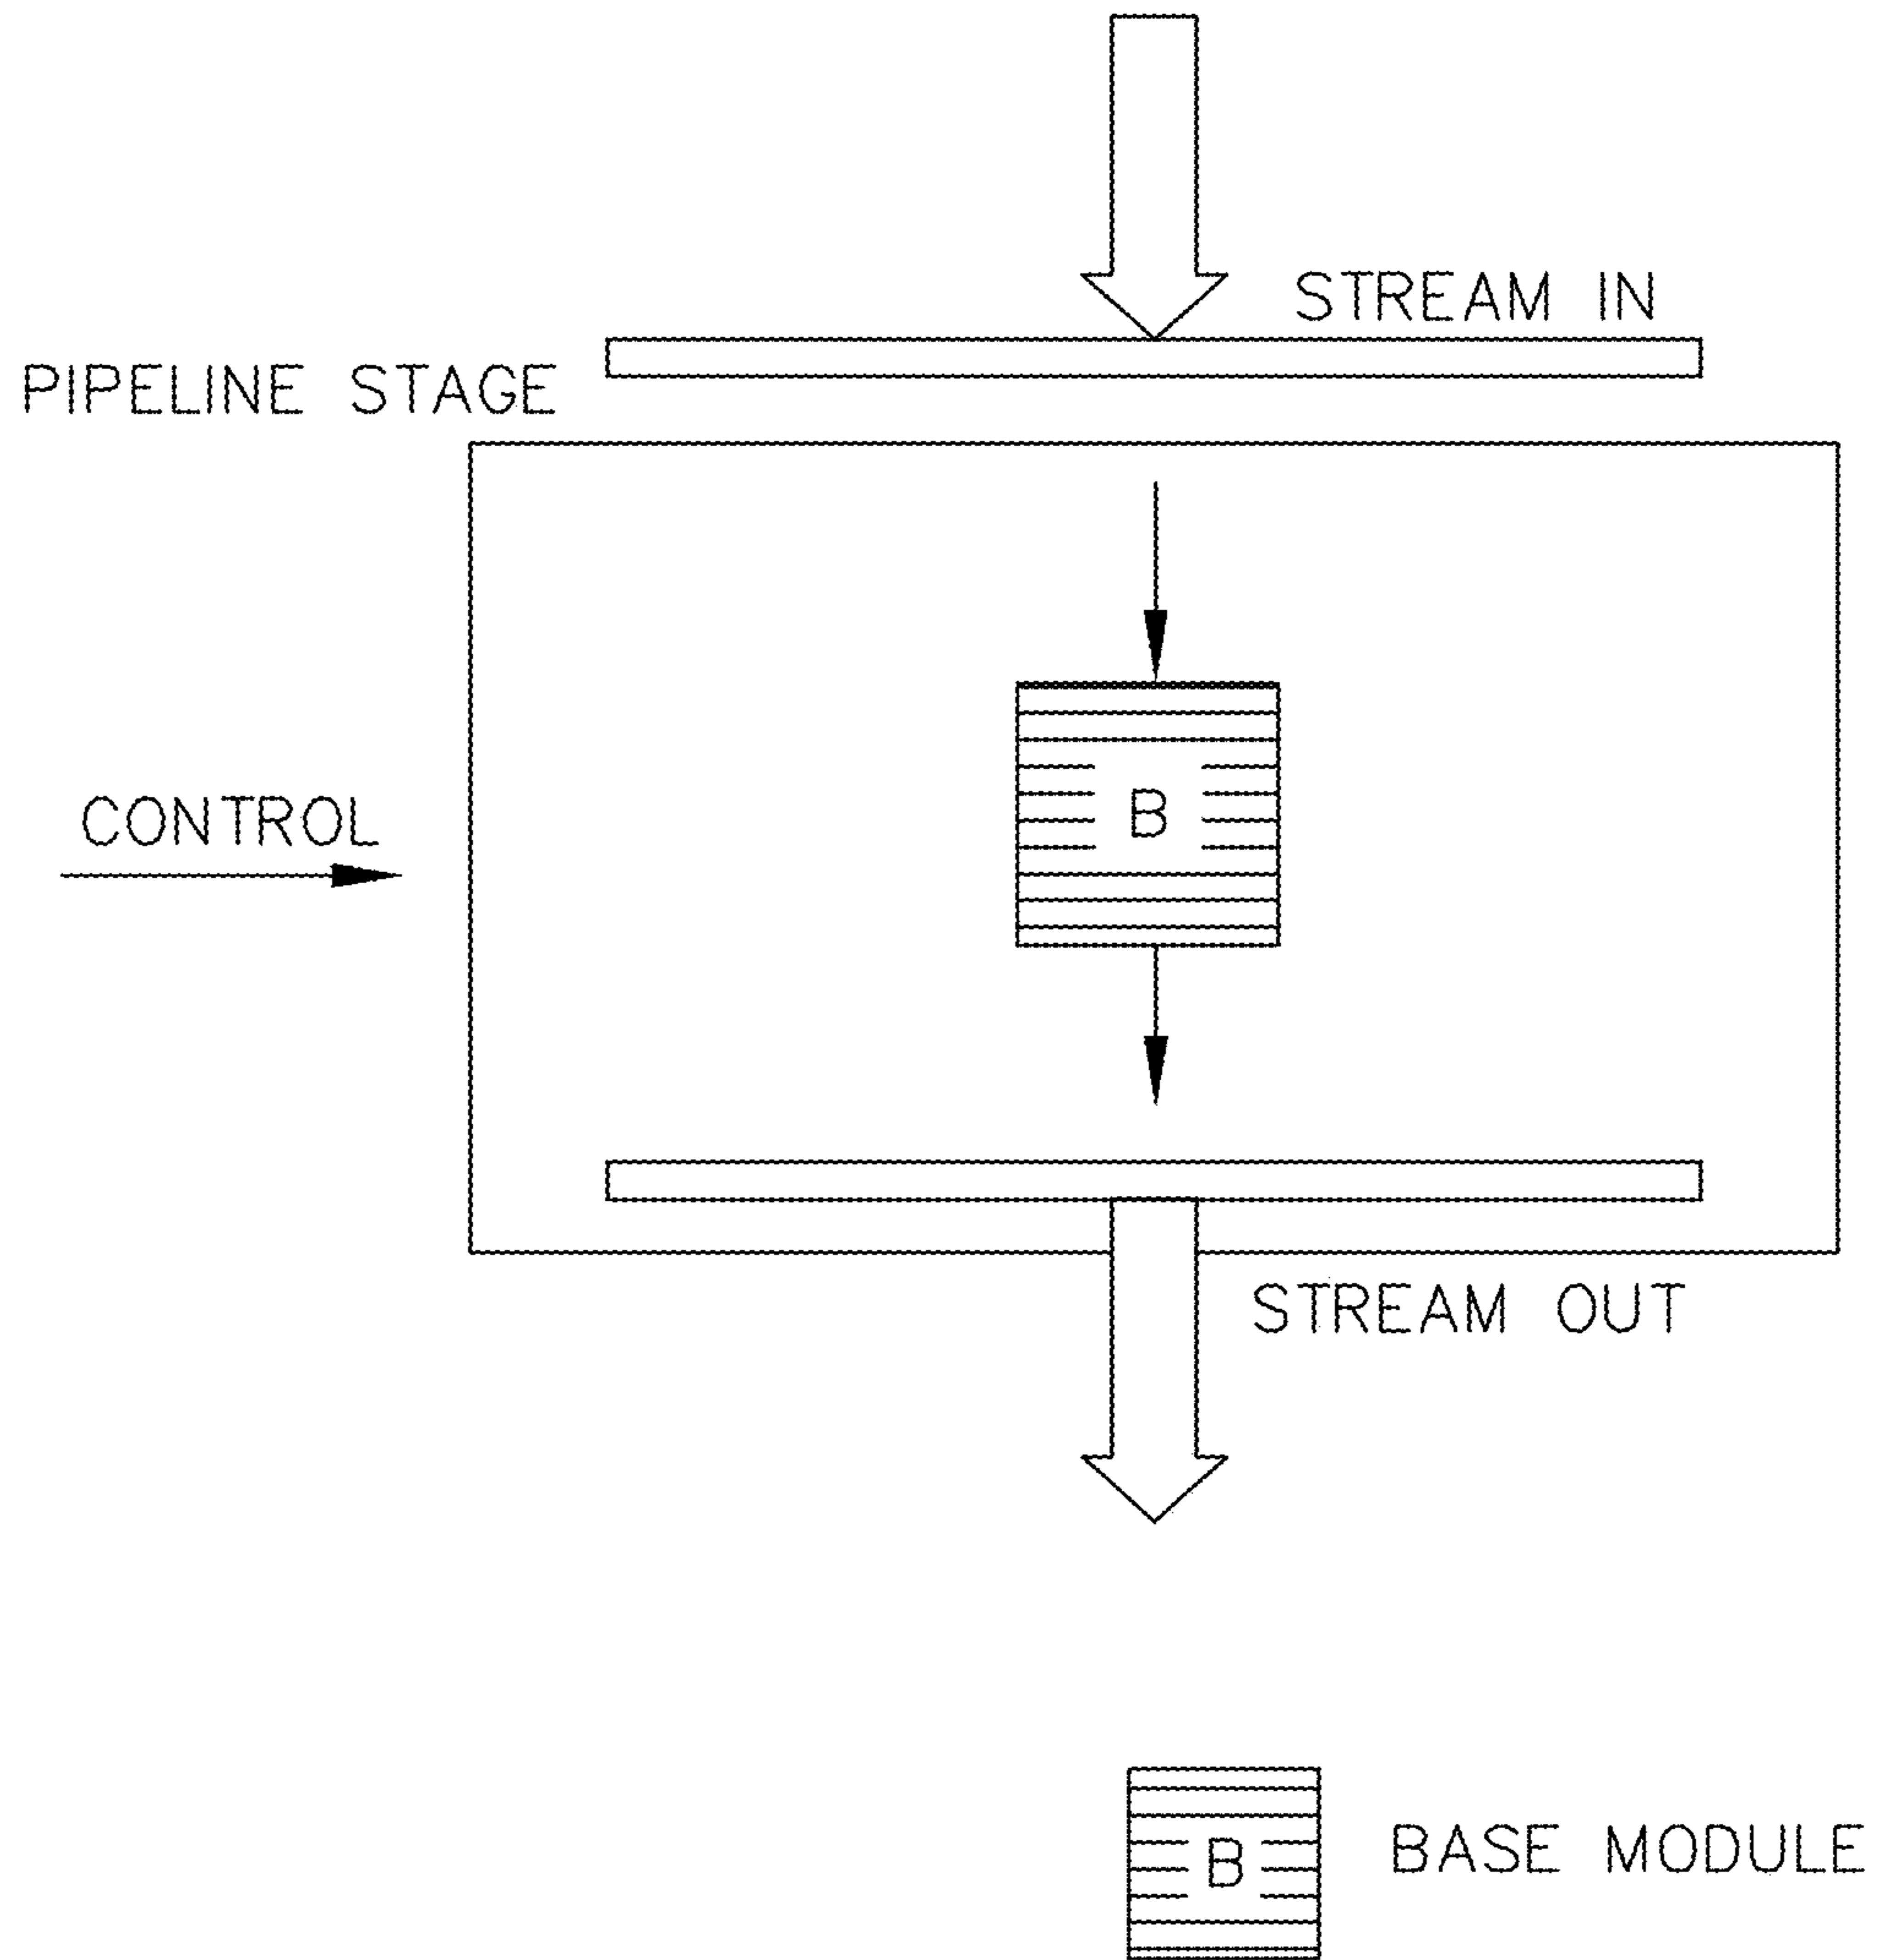 STREAM IN
PIPELINE STAGE
CONTROL
B
STREAM OUT
B
BASE MODULE